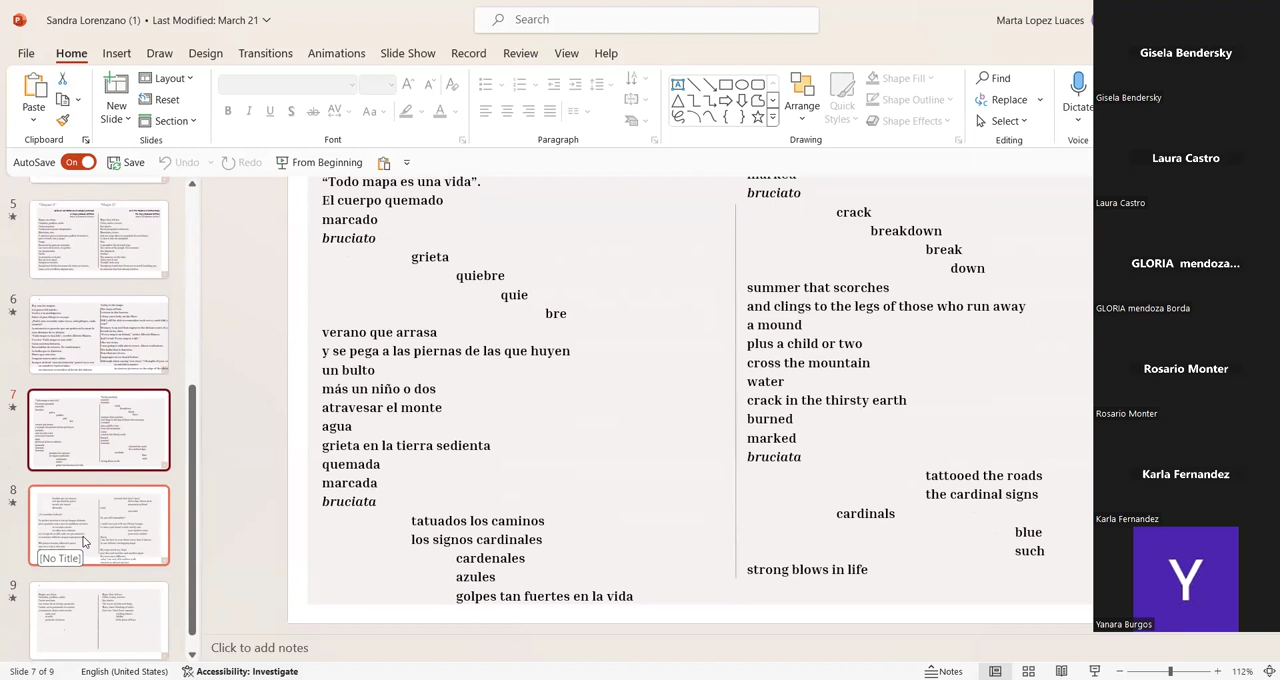 Sandra Lorenzano (1) • Last Modified: March 21
Search
Marta Lopez Luaces
File
Home
Insert
Draw
Design
Transitions
Animations
Slide Show
Record
Review
View
Help
Paste
Clipboard
New
Slide
Layout
Reset
Section
Slides
B
I
U
S
ab
AV
Aa
A
Font
Paragraph
Arrange
Quick
Styles
Shape Fill
Shape Outline
Shape Effects
Drawing
Find
Replace
Select
Editing
Dictate
Voice
AutoSave
On
Save
Undo
Redo
From Beginning
5
6
7
8
[No Title]
9
“Todo mapa es una vida”.
El cuerpo quemado
marcado
bruciato
grieta
quiebre
quie
bre
verano que arrasa
y se pega a las piernas de las que huyen
un bulto
más un niño o dos
atravesar el monte
agua
grieta en la tierra sedienta
quemada
marcada
bruciata
tatuados los caminos
los signos cardinales
cardenales
azules
golpes tan fuertes en la vida
marked
bruciato
crack
breakdown
break
down
summer that scorches
and clings to the legs of those who run away
a mound
plus a child or two
cross the mountain
water
crack in the thirsty earth
burned
marked
bruciata
tattooed the roads
the cardinal signs
cardinals
blue
such
strong blows in life
Click to add notes
Slide 7 of 9
English (United States)
Accessibility: Investigate
Notes
112%
Gisela Bendersky
Gisela Bendersky
Laura Castro
Laura Castro
GLORIA mendoza...
GLORIA mendoza Borda
Rosario Monter
Rosario Monter
Karla Fernandez
Karla Fernandez
Y
Yanara Burgos